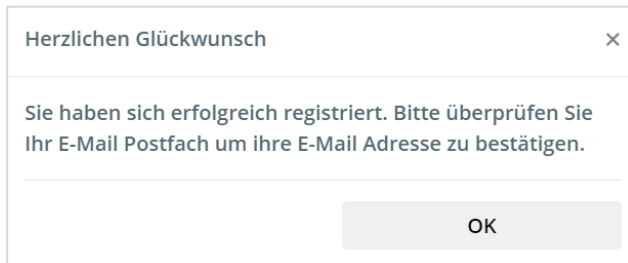 Herzlichen Glückwunsch ×
Sie haben sich erfolgreich registriert. Bitte überprüfen Sie
Ihr E-Mail Postfach um ihre E-Mail Adresse zu bestätigen.
OK